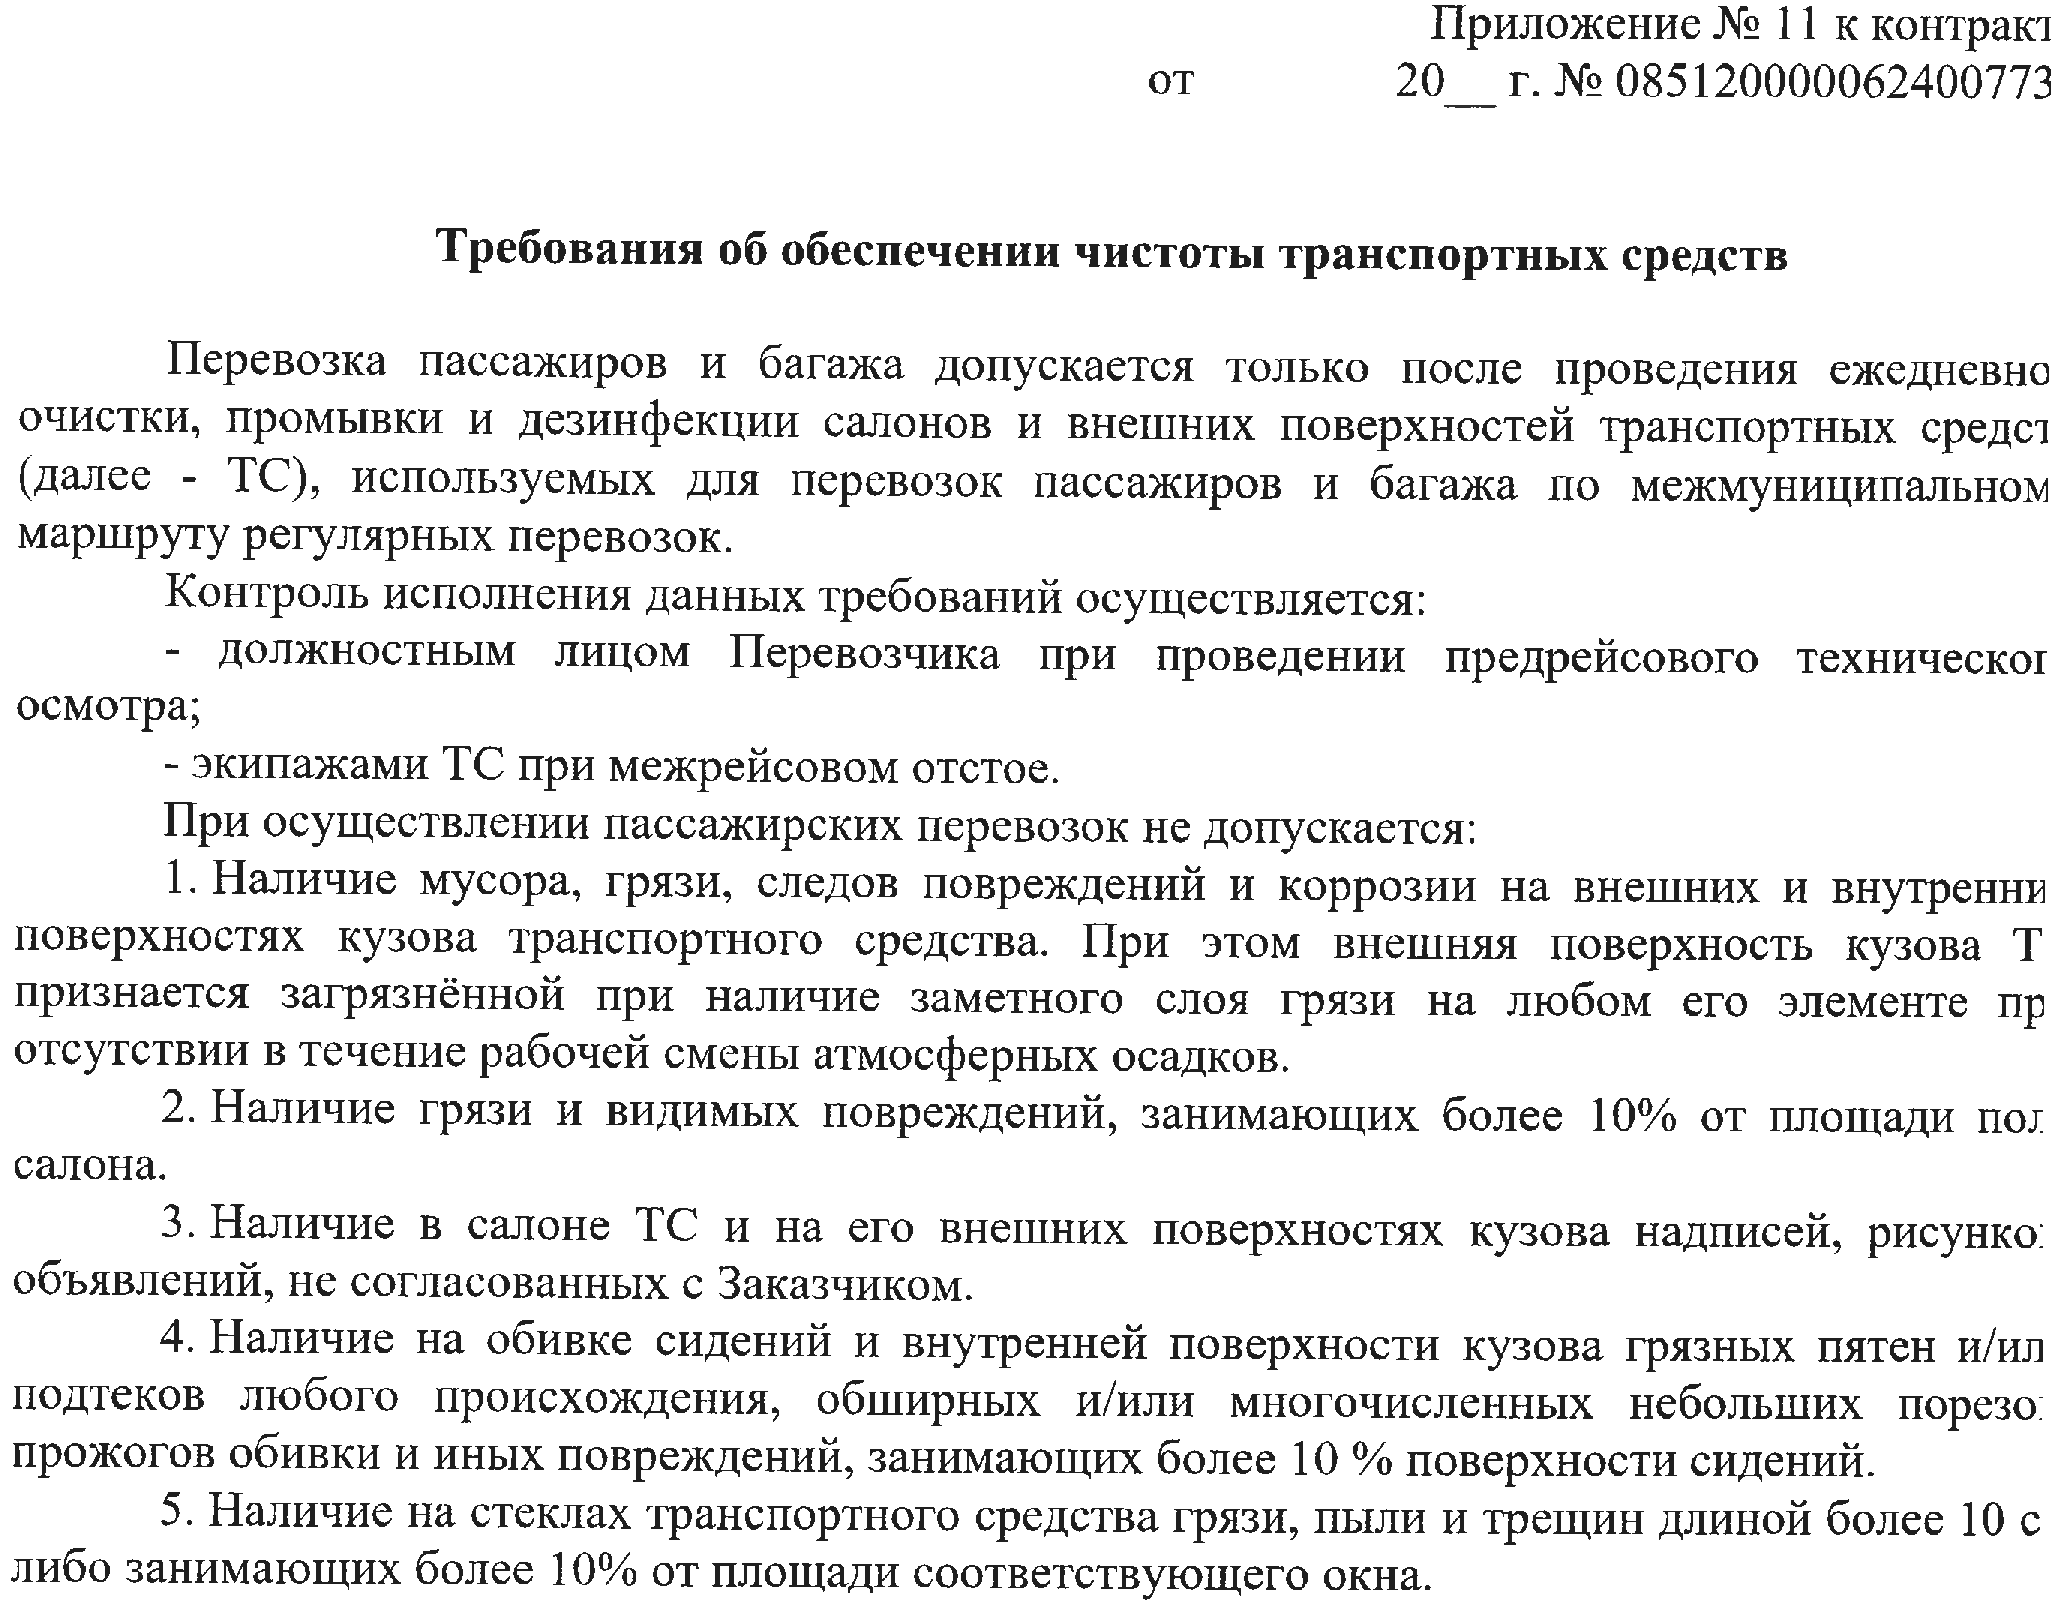 Приложение № 11 к контракт
от 20__ г. № 085120000062400773
Требования об обеспечении чистоты транспортных средств
Перевозка пассажиров и багажа допускается только после проведения ежедневно
очистки, промывки и дезинфекции салонов и внешних поверхностей транспортных средст
(далее - ТС), используемых для перевозок пассажиров и багажа по межмуниципальном
маршруту регулярных перевозок.
Контроль исполнения данных требований осуществляется:
- должностным лицом Перевозчика при проведении предрейсового техническог
осмотра;
- экипажами ТС при межрейсовом отстое.
При осуществлении пассажирских перевозок не допускается:
1. Наличие мусора, грязи, следов повреждений и коррозии на внешних и внутренни
поверхностях кузова транспортного средства. При этом внешняя поверхность кузова Т
признается загрязнённой при наличие заметного слоя грязи на любом его элементе пр
отсутствии в течение рабочей смены атмосферных осадков.
2. Наличие грязи и видимых повреждений, занимающих более 10% от площади пол
салона.
3. Наличие в салоне ТС и на его внешних поверхностях кузова надписей, рисунков
объявлений, не согласованных с Заказчиком.
4. Наличие на обивке сидений и внутренней поверхности кузова грязных пятен и/ил
подтеков любого происхождения, обширных и/или многочисленных небольших порезов
прожогов обивки и иных повреждений, занимающих более 10 % поверхности сидений.
5. Наличие на стеклах транспортного средства грязи, пыли и трещин длиной более 10 с
либо занимающих более 10% от площади соответствующего окна.